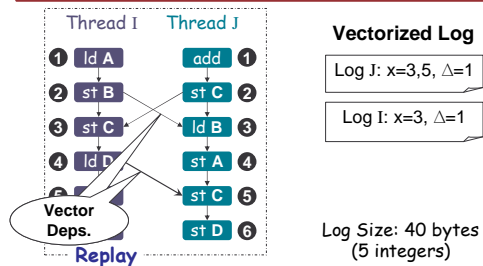 Thread I Thread J
Vectorized Log
1 ld A add 1
Log J: x=3,5, Δ=1
2 st B st C 2
Log I: x=3, Δ=1
3 st C ld B 3
4 ld D st A 4
5 st C 5
Vector
Deps.
st D 6
Log Size: 40 bytes
(5 integers)
Replay